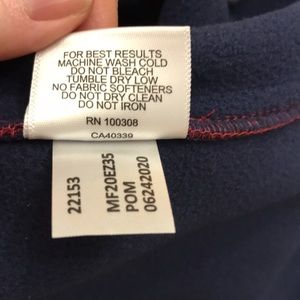 FOR BEST RESULTS
MACHINE WASH COLD
DO NOT BLEACH
TUMBLE DRY LOW
NO FABRIC SOFTENERS
DO NOT DRY CLEAN
DO NOT IRON
RN 100308
CA40339
22153
MF20EZ35
POM
06242020